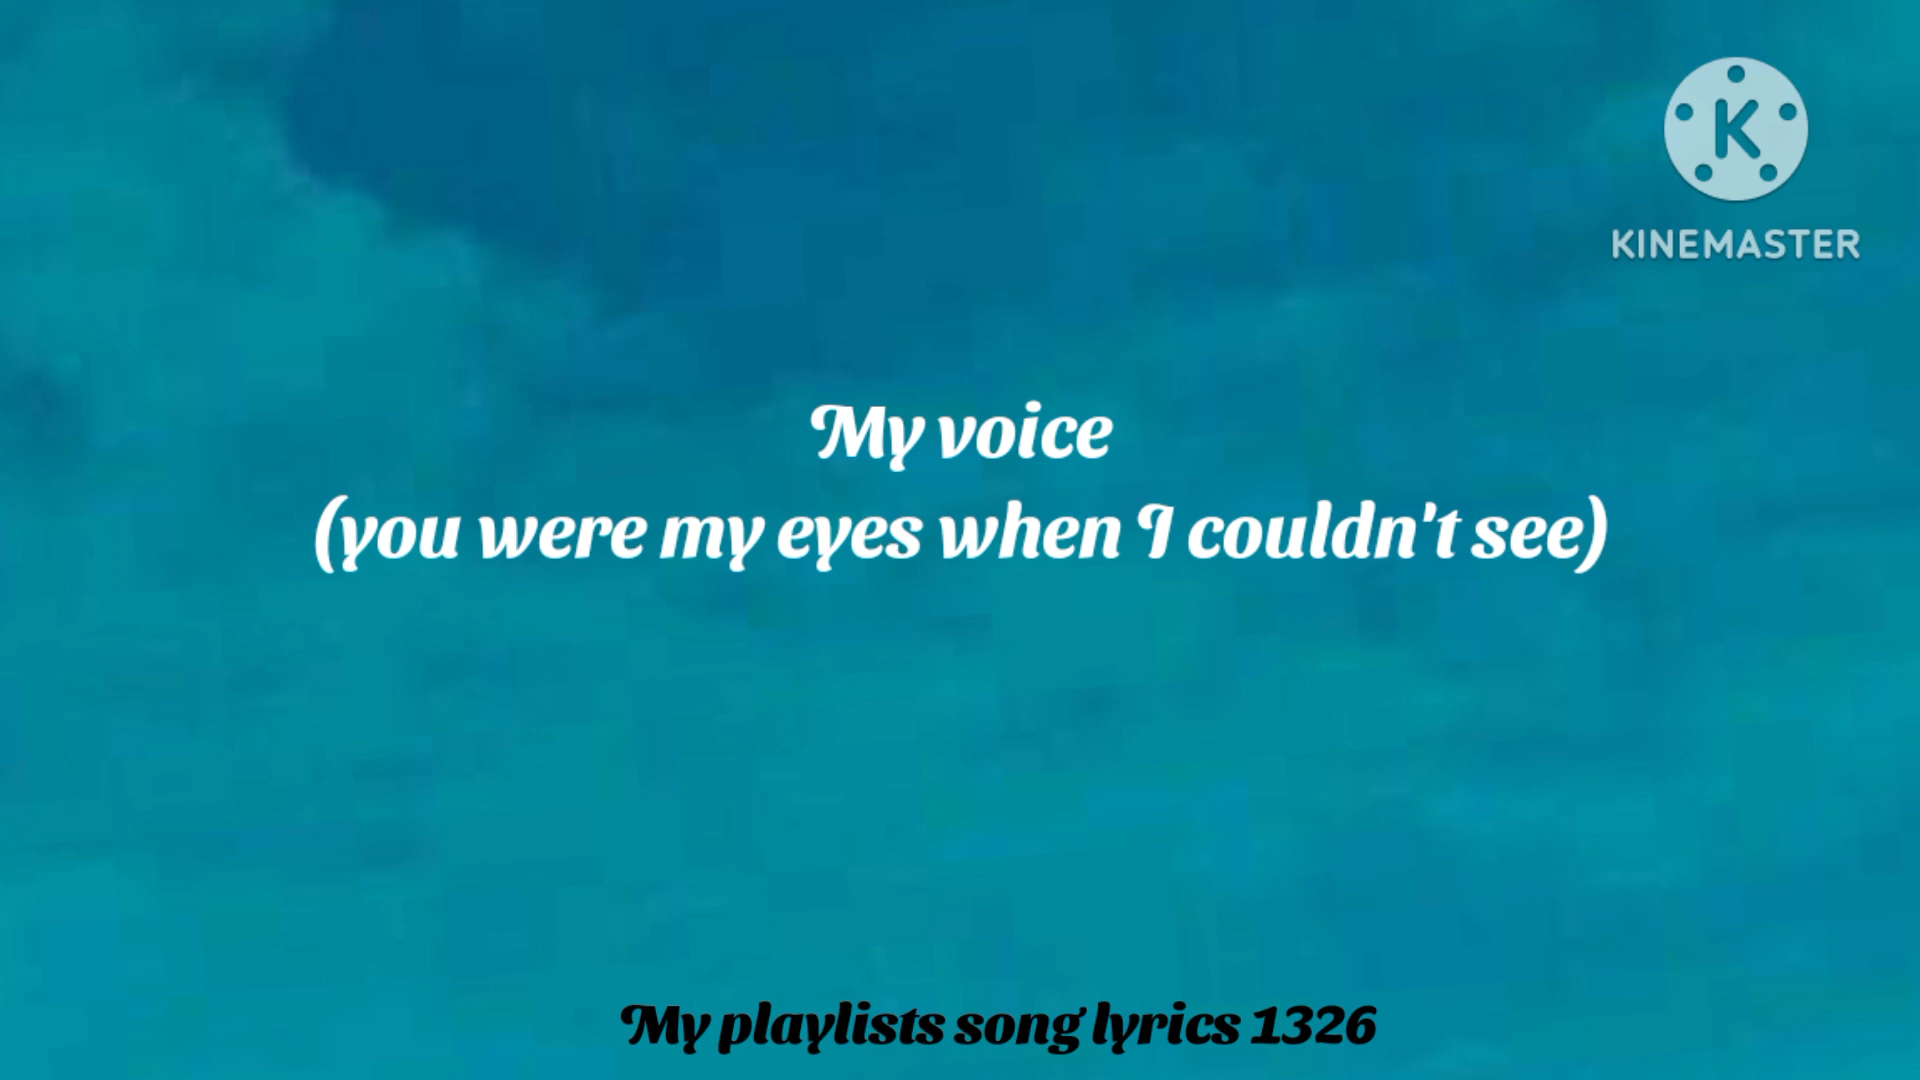 K
KINEMASTER
My voice
(you were my eyes when I couldn't see)
My playlists song lyrics 1326